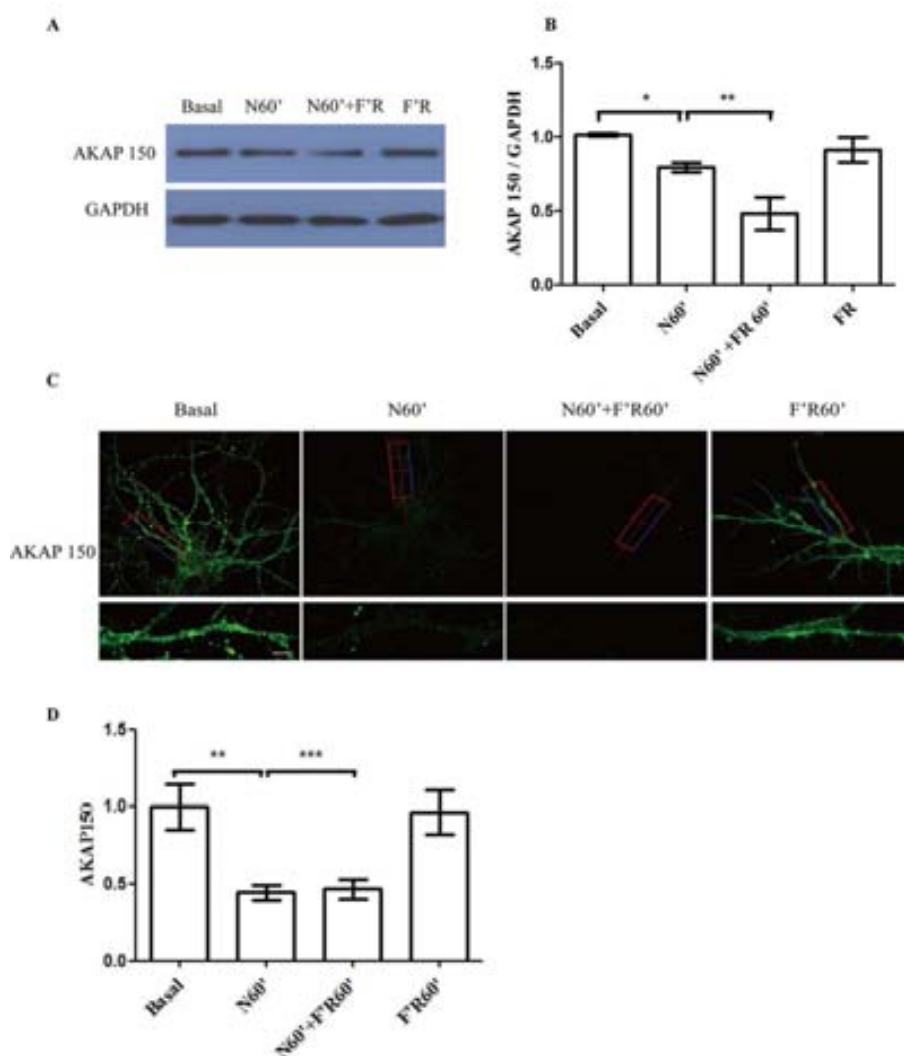 A
Basal N60' N60'+F'R F'R
AKAP 150
GAPDH
B
AKAP 150 / GAPDH
1.5
1.0
0.5
0.0
* **
Basal N60' N60'+FR 60' FR
C
Basal N60' N60'+F'R60' F'R60'
AKAP 150
D
AKAP150
1.5
1.0
0.5
0.0
** ***
Basal N60' N60'+F'R60' F'R60'